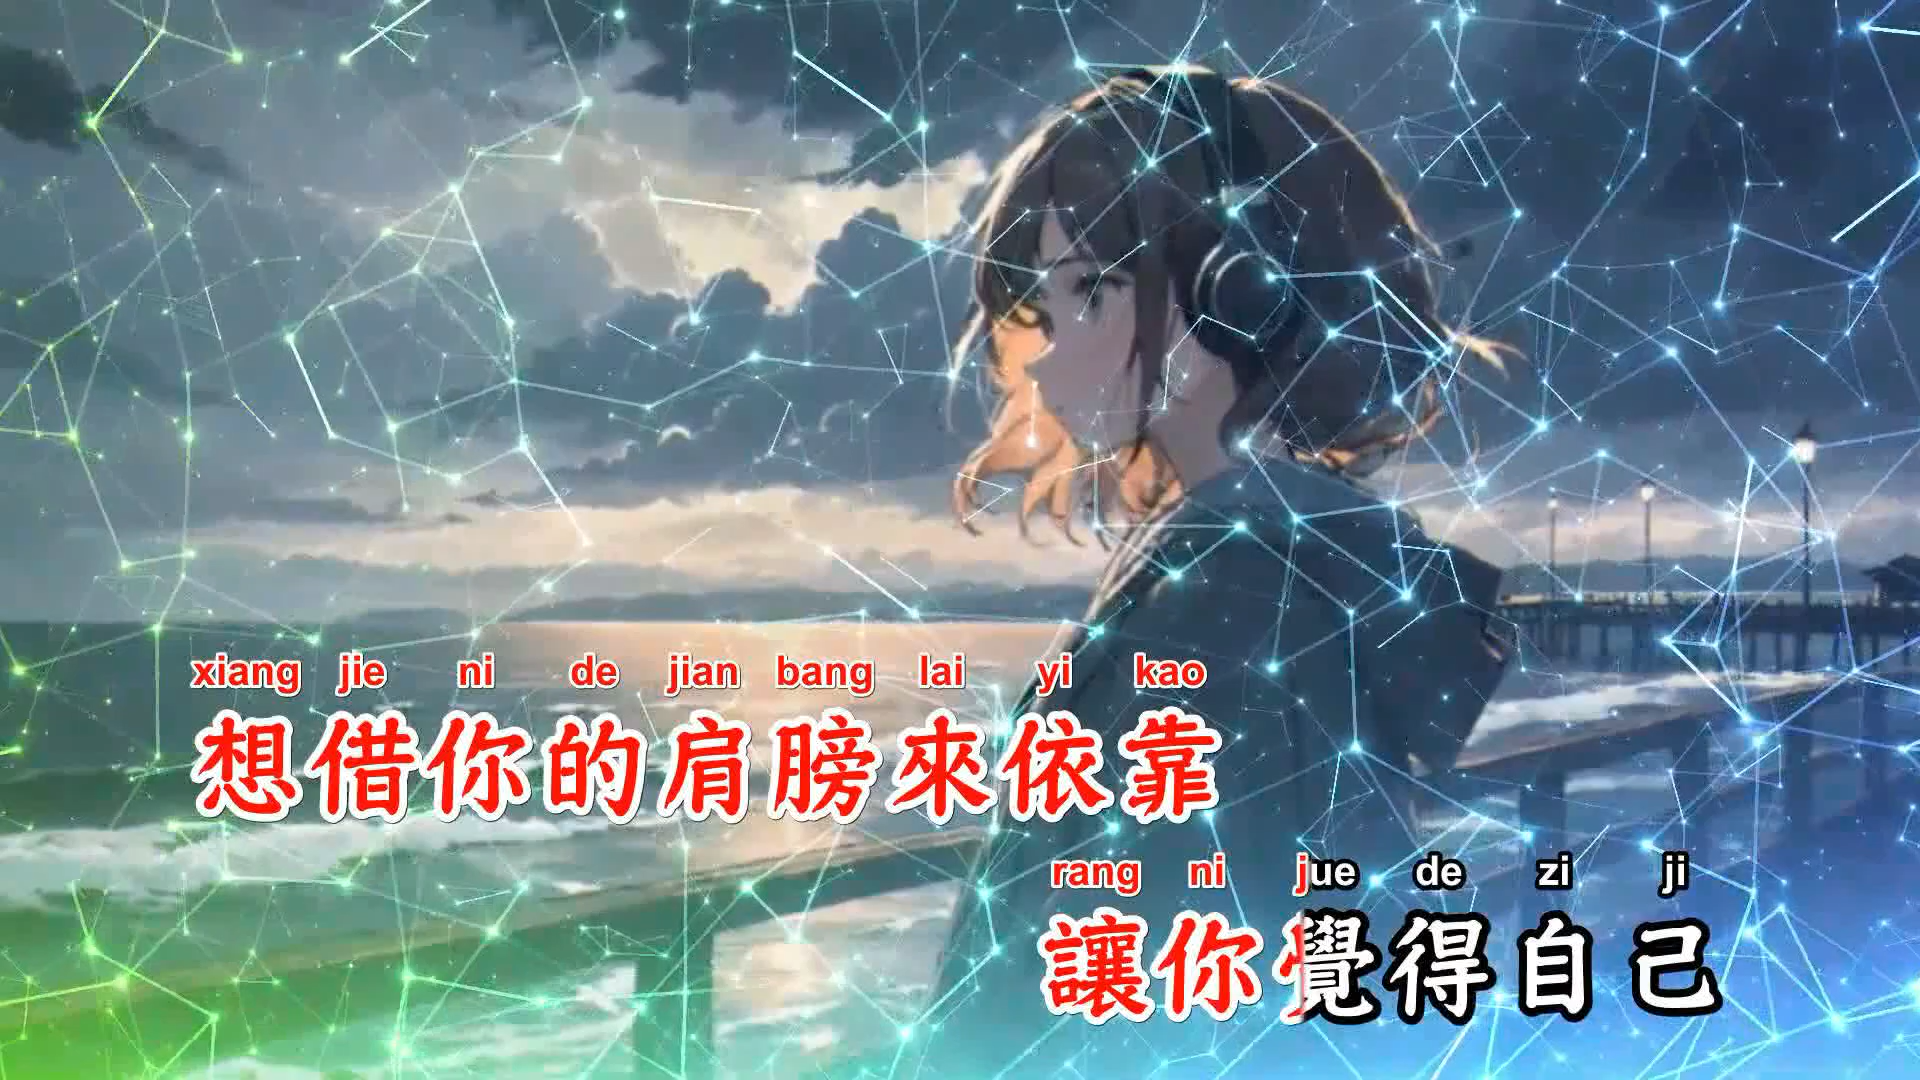 xiang jie ni de jian bang lai yi kao
想借你的肩膀來依靠
rang ni jue de zi ji
讓你覺得自己